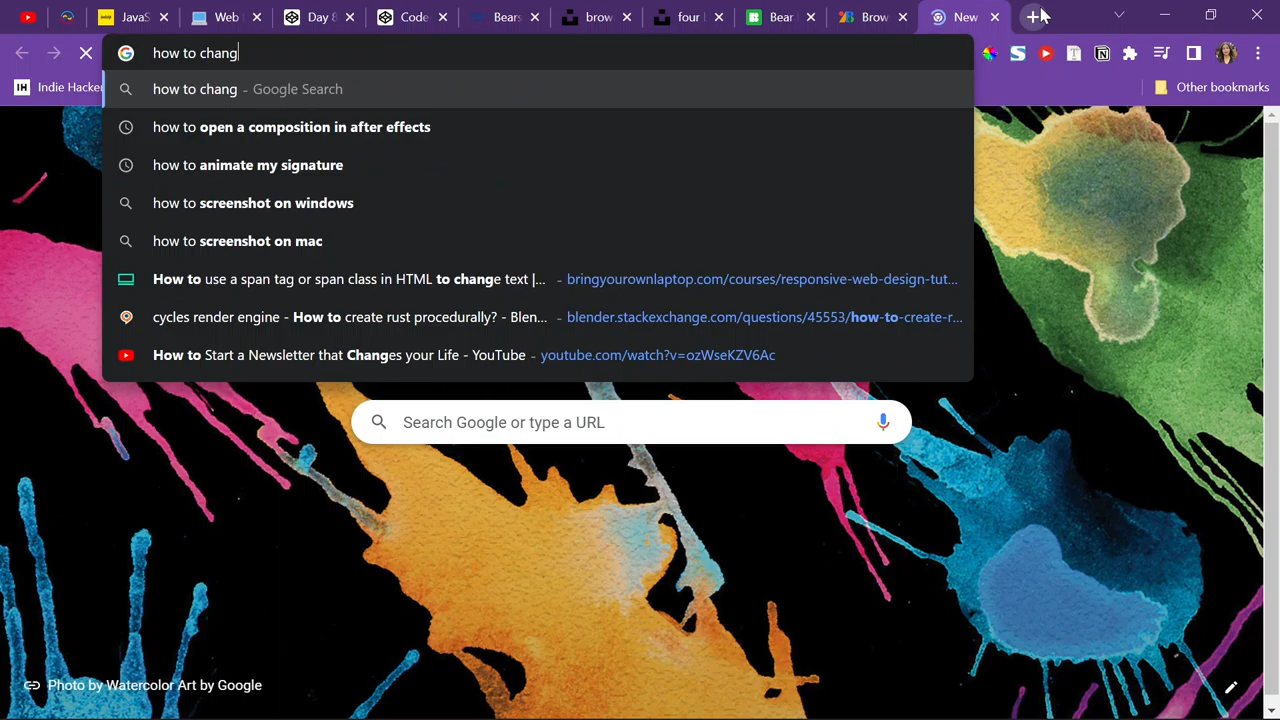 JavaS
Web
Day 8
Code
Bears
brow
four l
Bear
Brow
New
how to chang
IH Indie Hacker
Other bookmarks
how to chang - Google Search
how to open a composition in after effects
how to animate my signature
how to screenshot on windows
how to screenshot on mac
How to use a span tag or span class in HTML to change text |... - bringyourownlaptop.com/courses/responsive-web-design-tut...
cycles render engine - How to create rust procedurally? - Blen... - blender.stackexchange.com/questions/45553/how-to-create-r...
How to Start a Newsletter that Changes your Life - YouTube - youtube.com/watch?v=ozWseKZV6Ac
Search Google or type a URL
Photo by Watercolor Art by Google